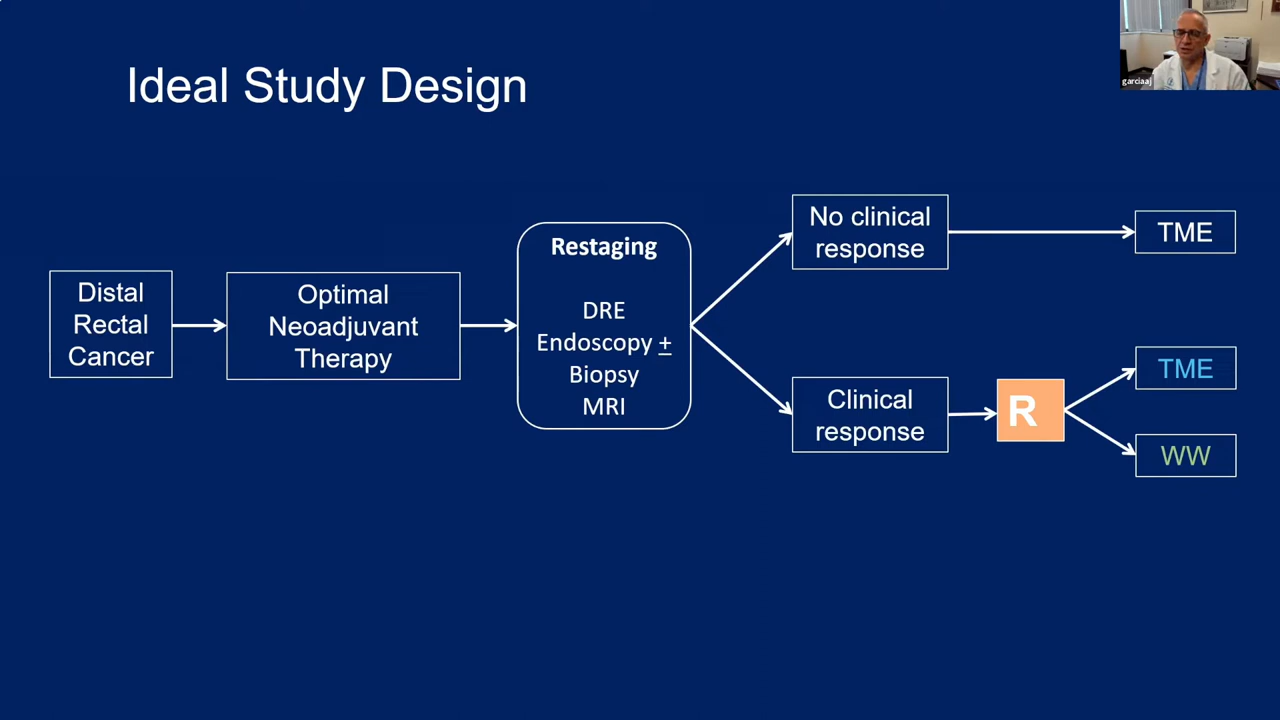 Ideal Study Design
garciaaj
Distal
Rectal
Cancer
Optimal
Neoadjuvant
Therapy
Restaging
DRE
Endoscopy ±
Biopsy
MRI
No clinical
response
TME
Clinical
response
R
TME
WW